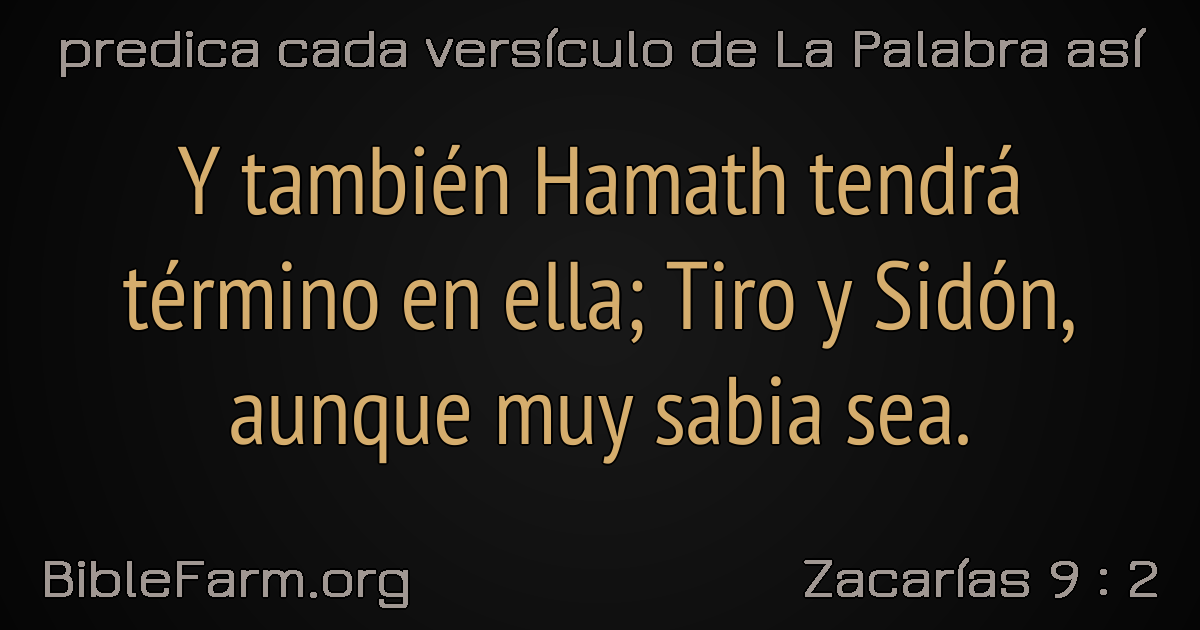 predica cada versículo de La Palabra así
Y también Hamath tendrá
término en ella; Tiro y Sidón,
aunque muy sabia sea.
BibleFarm.org
Zacarías 9 : 2